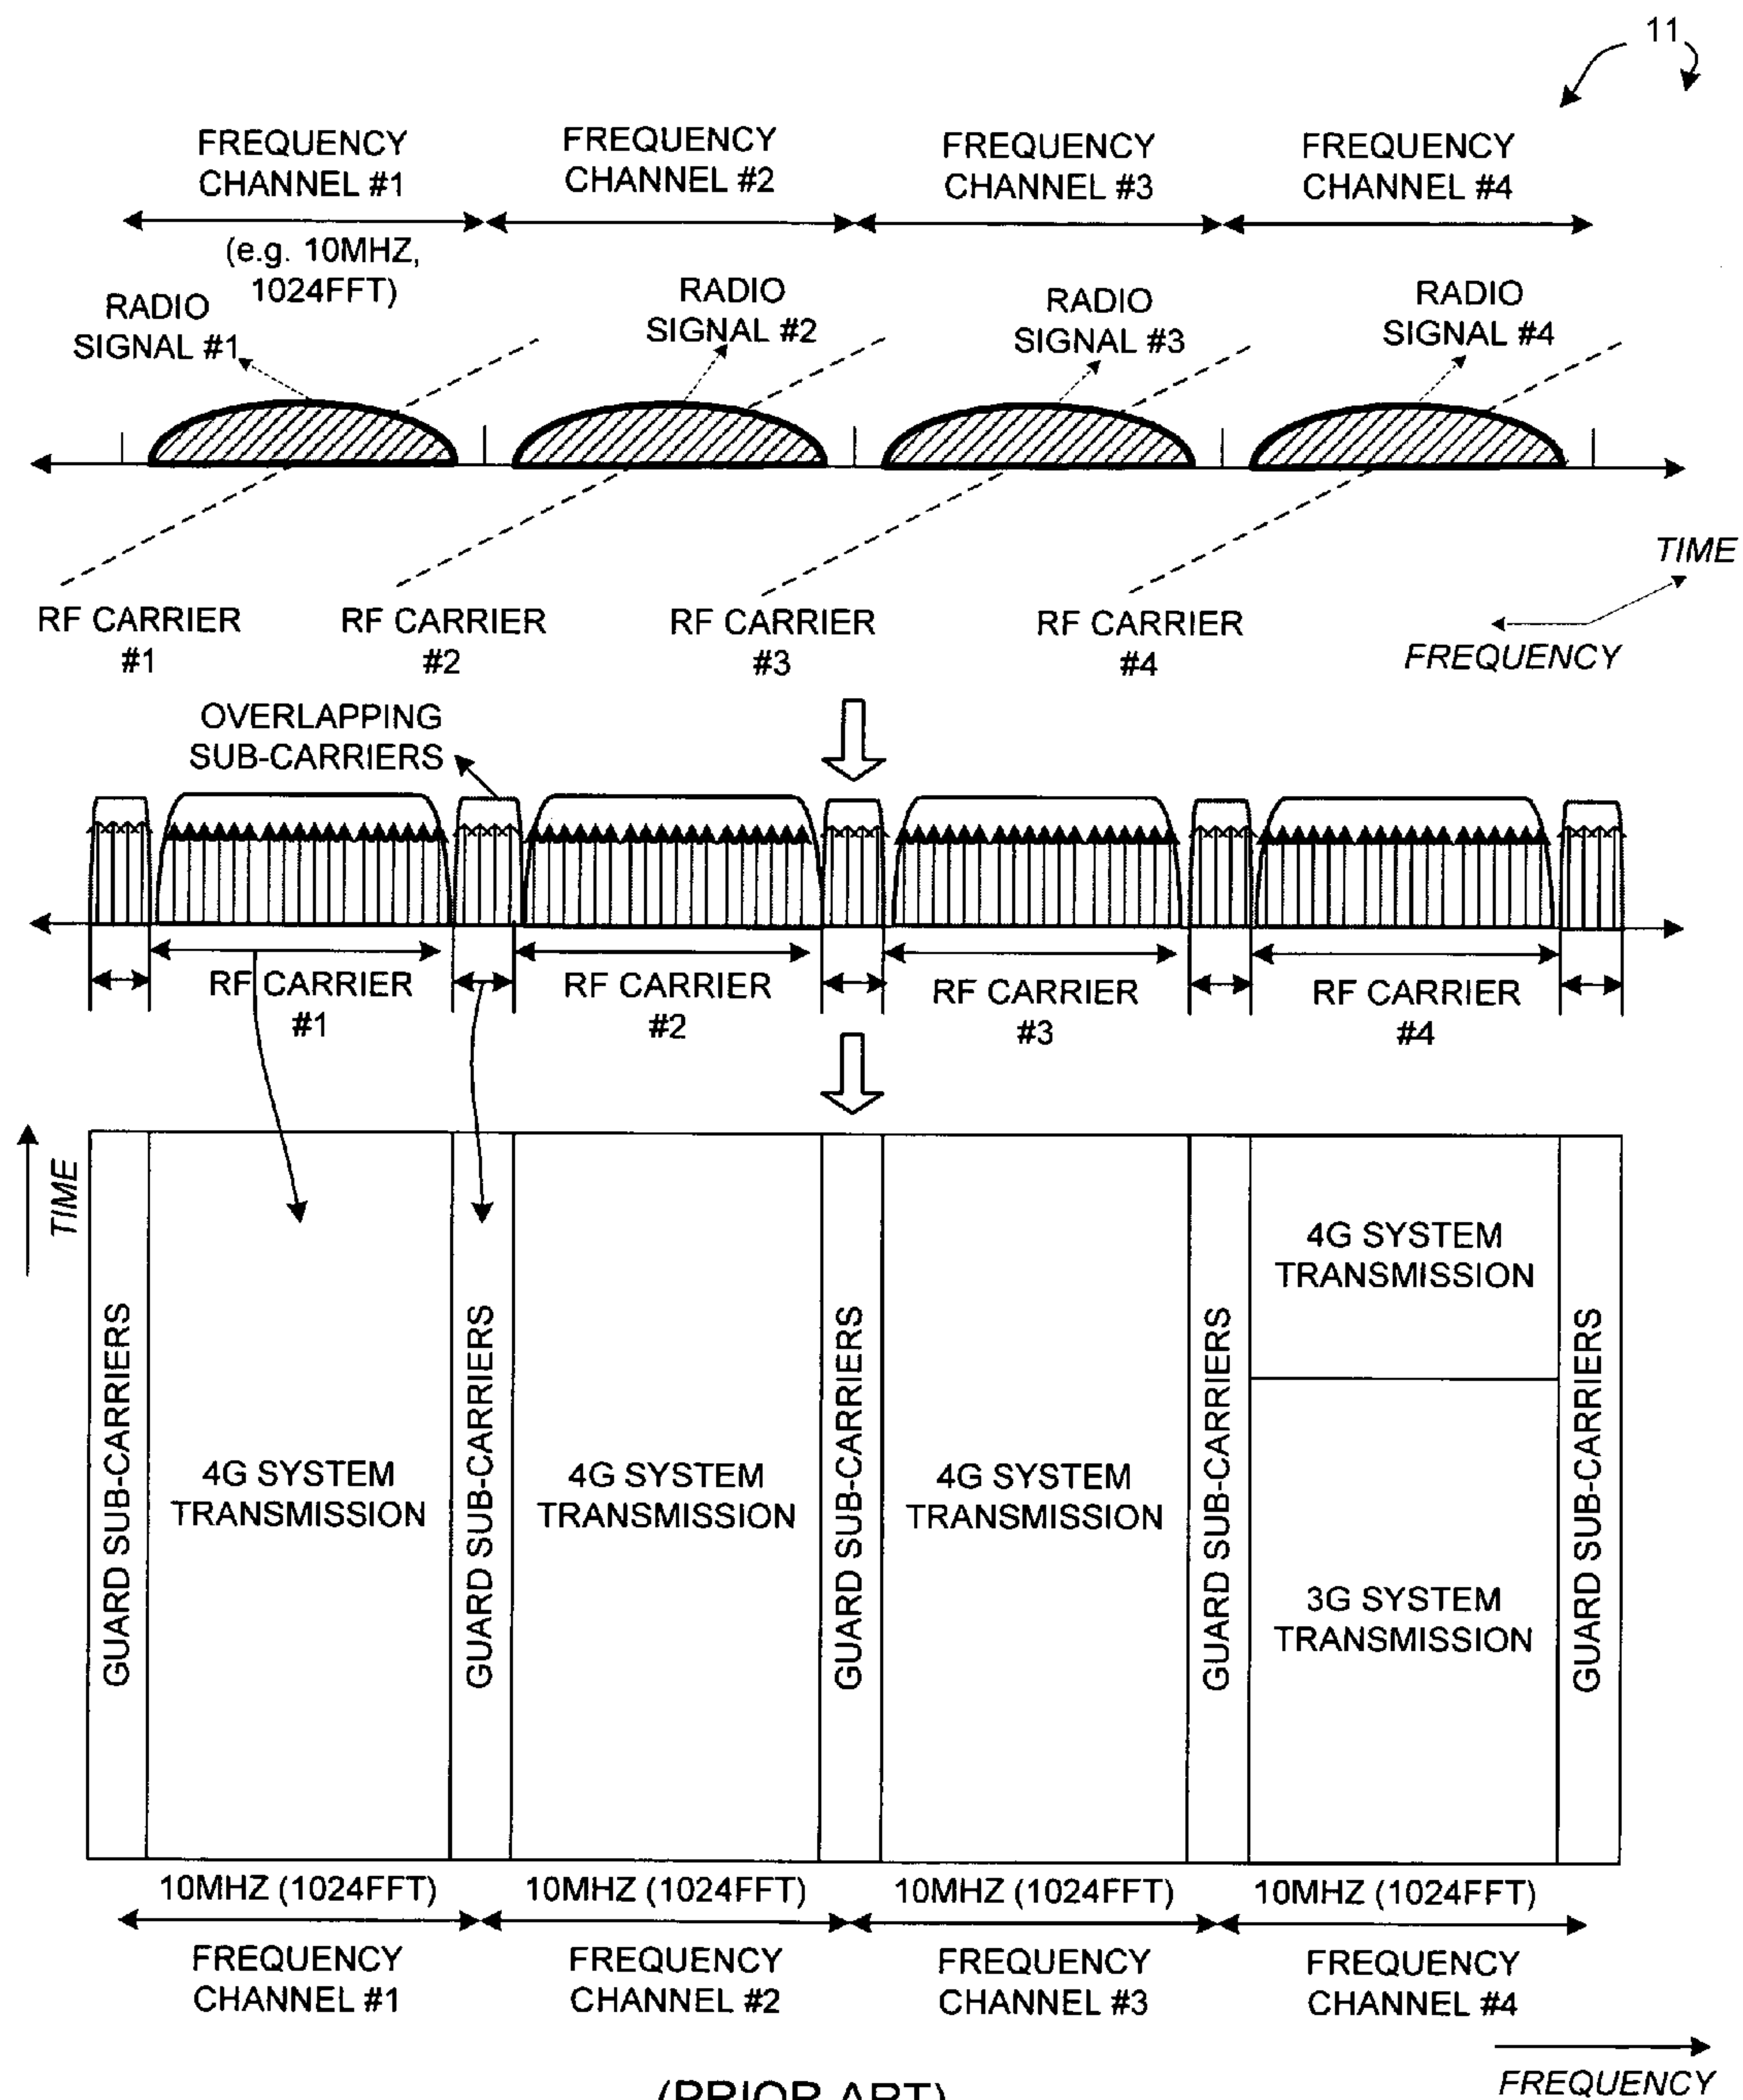 11
FREQUENCY
CHANNEL #1
FREQUENCY
CHANNEL #2
FREQUENCY
CHANNEL #3
FREQUENCY
CHANNEL #4
(e.g. 10MHZ,
1024FFT)
RADIO
SIGNAL #1
RADIO
SIGNAL #2
RADIO
SIGNAL #3
RADIO
SIGNAL #4
TIME
FREQUENCY
RF CARRIER
#1
RF CARRIER
#2
RF CARRIER
#3
RF CARRIER
#4
OVERLAPPING
SUB-CARRIERS
RF CARRIER
#1
RF CARRIER
#2
RF CARRIER
#3
RF CARRIER
#4
TIME
GUARD SUB-CARRIERS
4G SYSTEM
TRANSMISSION
GUARD SUB-CARRIERS
4G SYSTEM
TRANSMISSION
GUARD SUB-CARRIERS
4G SYSTEM
TRANSMISSION
GUARD SUB-CARRIERS
4G SYSTEM
TRANSMISSION
3G SYSTEM
TRANSMISSION
GUARD SUB-CARRIERS
10MHZ (1024FFT)
10MHZ (1024FFT)
10MHZ (1024FFT)
10MHZ (1024FFT)
FREQUENCY
CHANNEL #1
FREQUENCY
CHANNEL #2
FREQUENCY
CHANNEL #3
FREQUENCY
CHANNEL #4
FREQUENCY
(PRIOR ART)